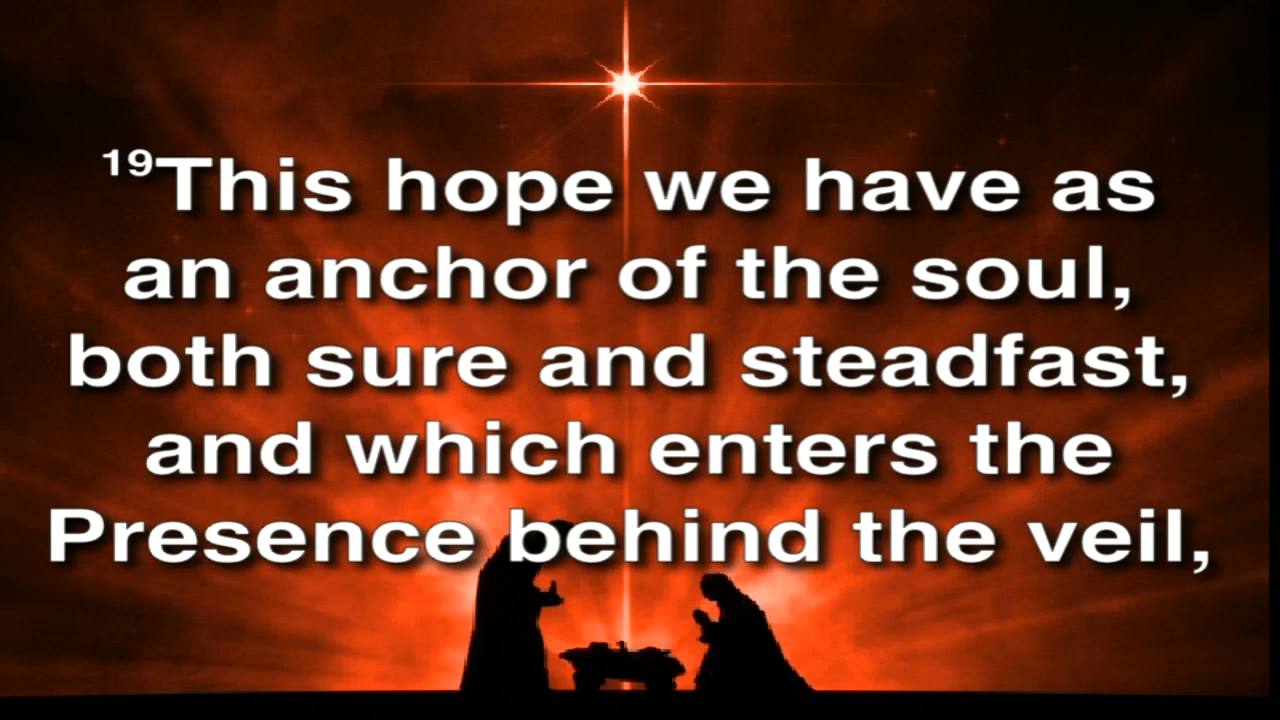 ¹⁹This hope we have as
an anchor of the soul,
both sure and steadfast,
and which enters the
Presence behind the veil,